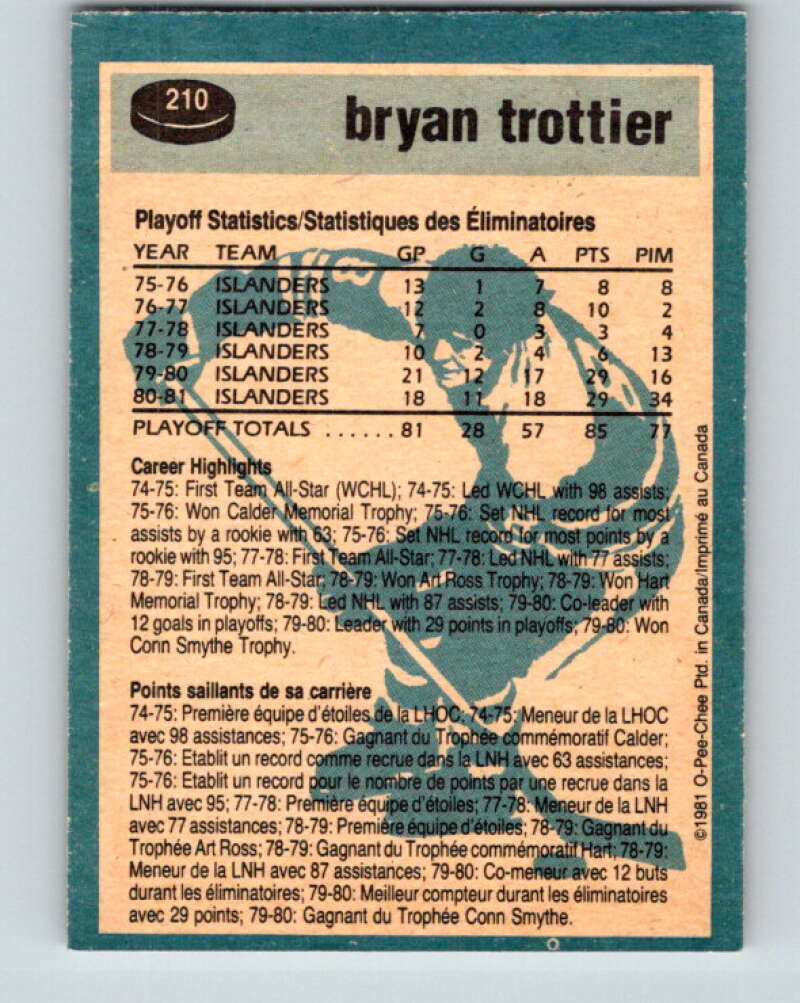 210
bryan trottier
Playoff Statistics/Statistiques des Éliminatoires
YEAR TEAM GP G A PTS PIM
75-76 ISLANDERS 13 1 7 8 8
76-77 ISLANDERS 12 2 8 10 2
77-78 ISLANDERS 7 0 3 3 4
78-79 ISLANDERS 10 2 4 6 13
79-80 ISLANDERS 21 12 17 29 16
80-81 ISLANDERS 18 11 18 29 34
PLAYOFF TOTALS ...... 81 28 57 85 77
Career Highlights
74-75: First Team All-Star (WCHL); 74-75: Led WCHL with 98 assists;
75-76: Won Calder Memorial Trophy; 75-76: Set NHL record for most
assists by a rookie with 63; 75-76: Set NHL record for most points by a
rookie with 95; 77-78: First Team All-Star; 77-78: Led NHL with 77 assists;
78-79: First Team All-Star; 78-79: Won Art Ross Trophy; 78-79: Won Hart
Memorial Trophy; 78-79: Led NHL with 87 assists; 79-80: Co-leader with
12 goals in playoffs; 79-80: Leader with 29 points in playoffs; 79-80: Won
Conn Smythe Trophy.
Points saillants de sa carrière
74-75: Première équipe d'étoiles de la LHOC; 74-75: Meneur de la LHOC
avec 98 assistances; 75-76: Gagnant du Trophée commémoratif Calder;
75-76: Etablit un record comme recrue dans la LNH avec 63 assistances;
75-76: Etablit un record pour le nombre de points par une recrue dans la
LNH avec 95; 77-78: Première équipe d'étoiles; 77-78: Meneur de la LNH
avec 77 assistances; 78-79: Première équipe d'étoiles; 78-79: Gagnant du
Trophée Art Ross; 78-79: Gagnant du Trophée commémoratif Hart; 78-79:
Meneur de la LNH avec 87 assistances; 79-80: Co-meneur avec 12 buts
durant les éliminatoires; 79-80: Meilleur compteur durant les éliminatoires
avec 29 points; 79-80: Gagnant du Trophée Conn Smythe.
©1981 O-Pee-Chee Ptd. in Canada/Imprimé au Canada